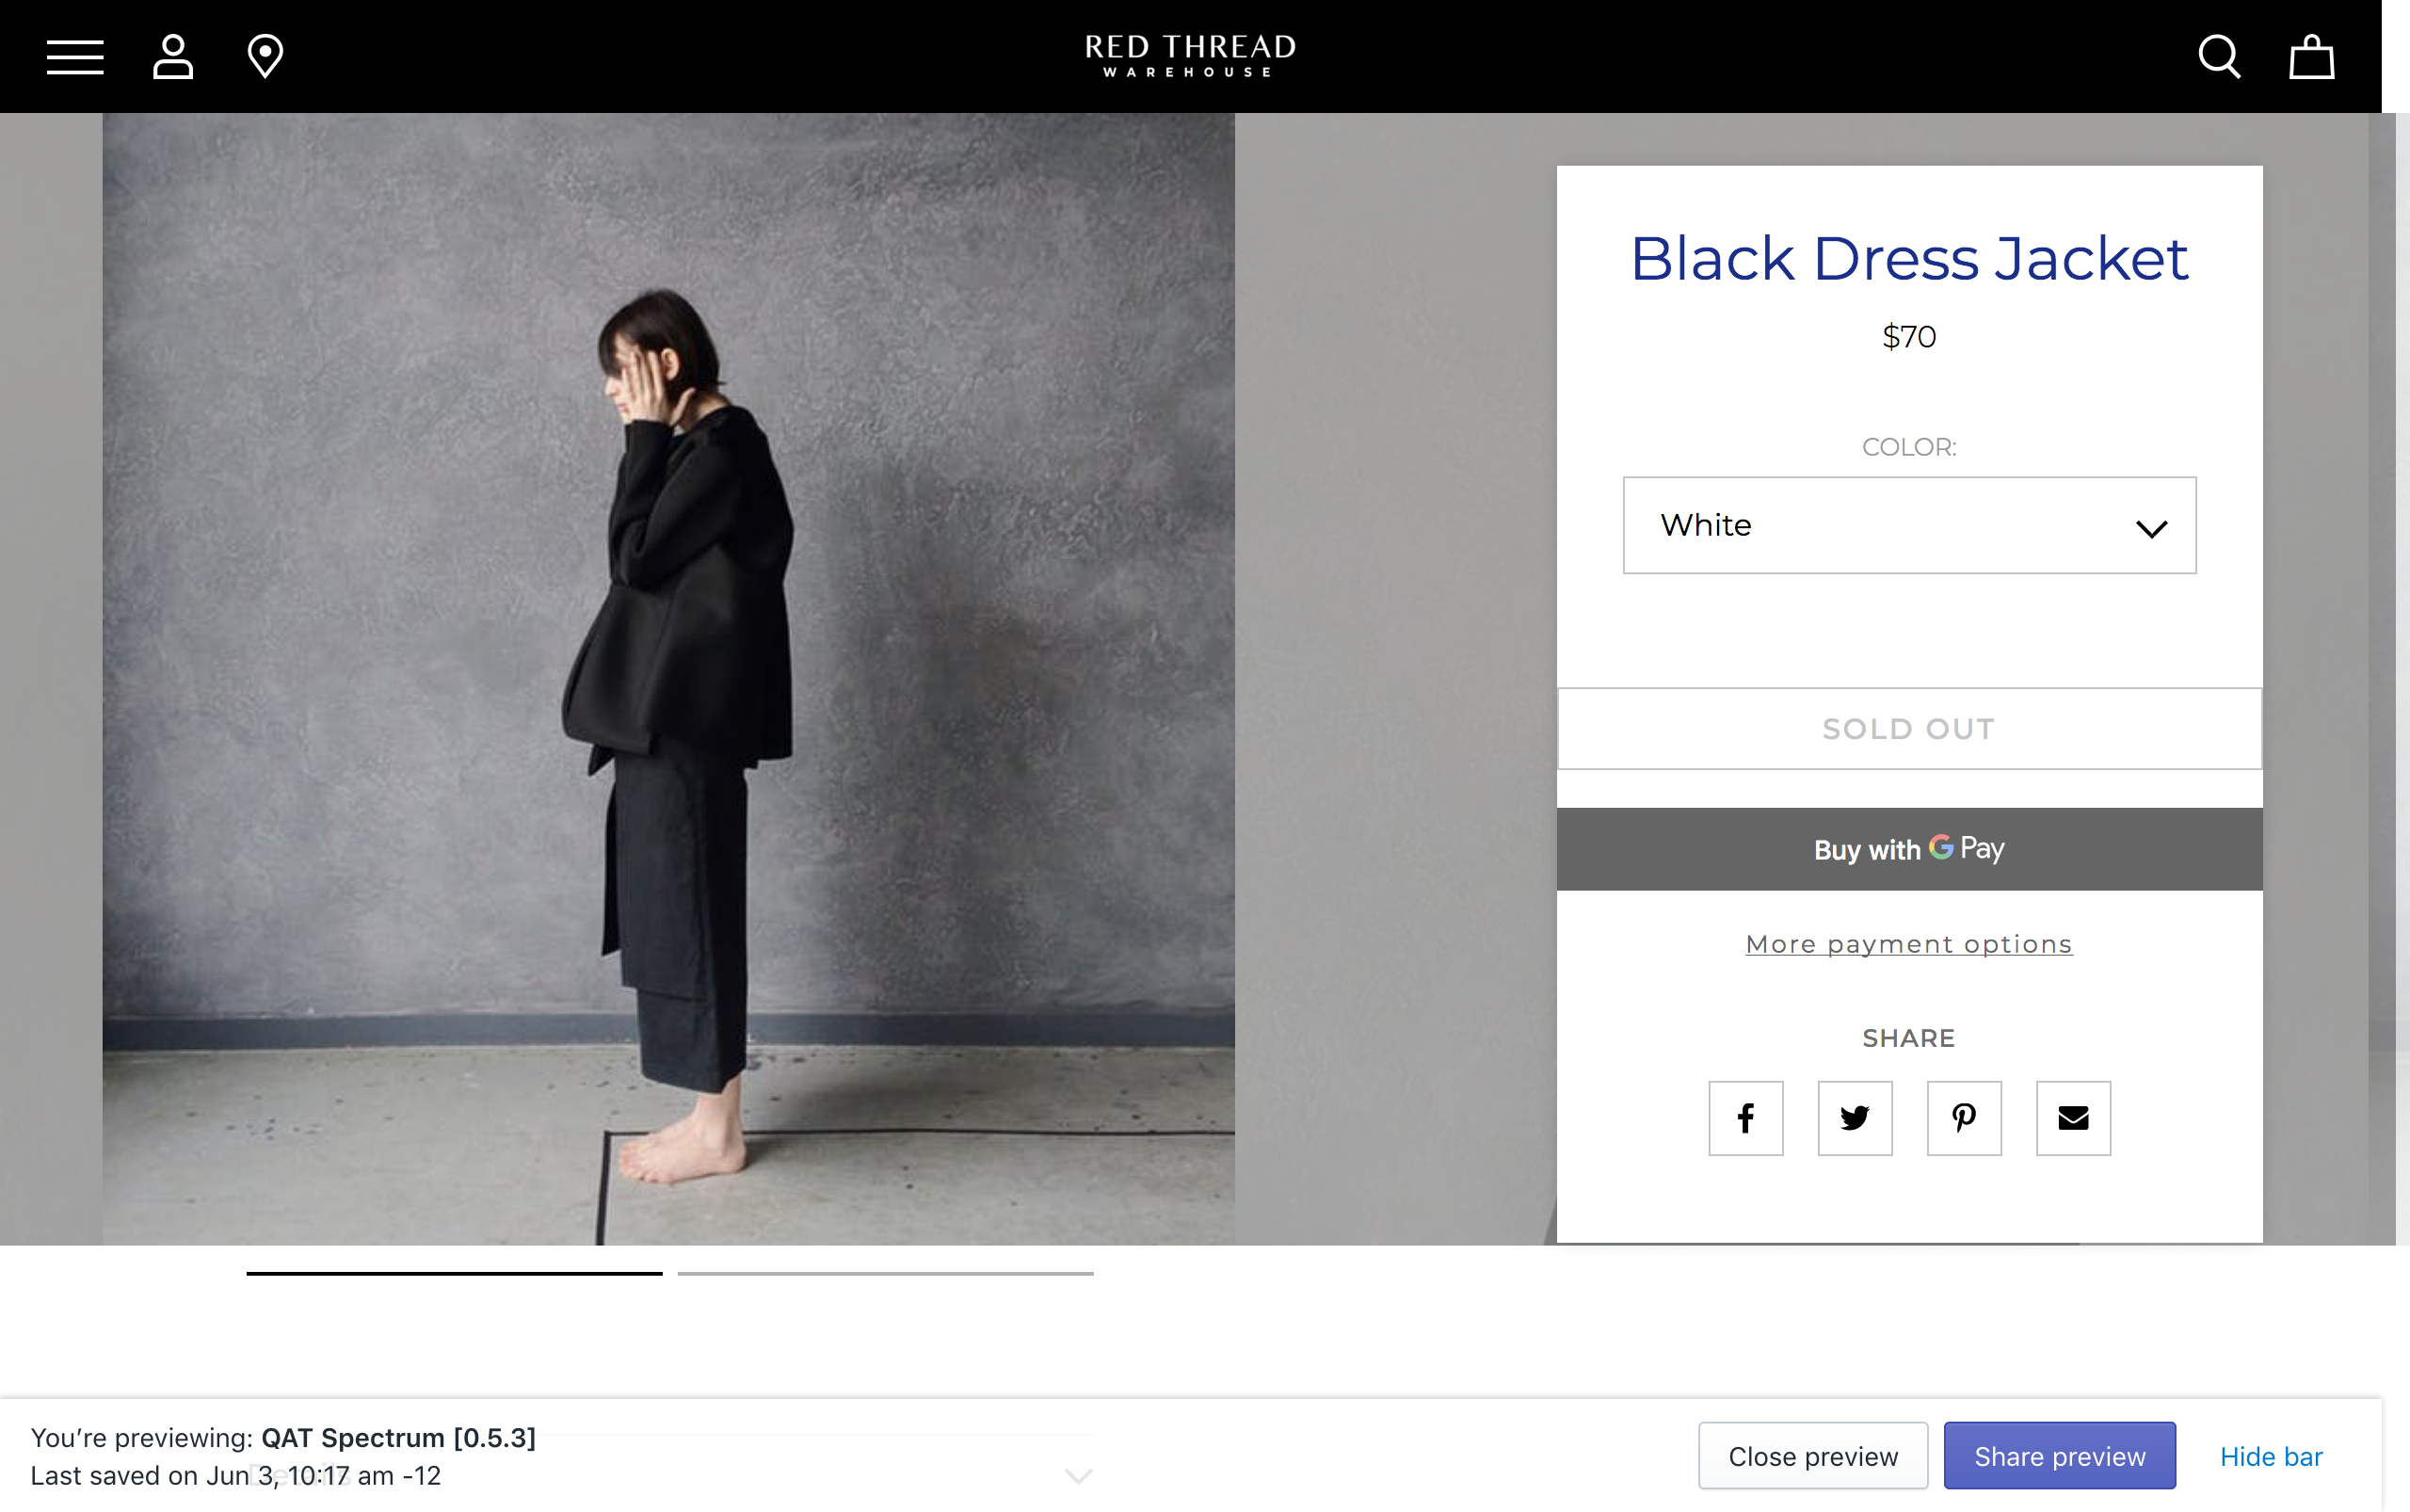 RED THREAD
WAREHOUSE
Black Dress Jacket
$70
COLOR:
White
SOLD OUT
Buy with G Pay
More payment options
SHARE
You’re previewing: QAT Spectrum [0.5.3]
Last saved on Jun 3, 10:17 am -12
Details
Close preview
Share preview
Hide bar